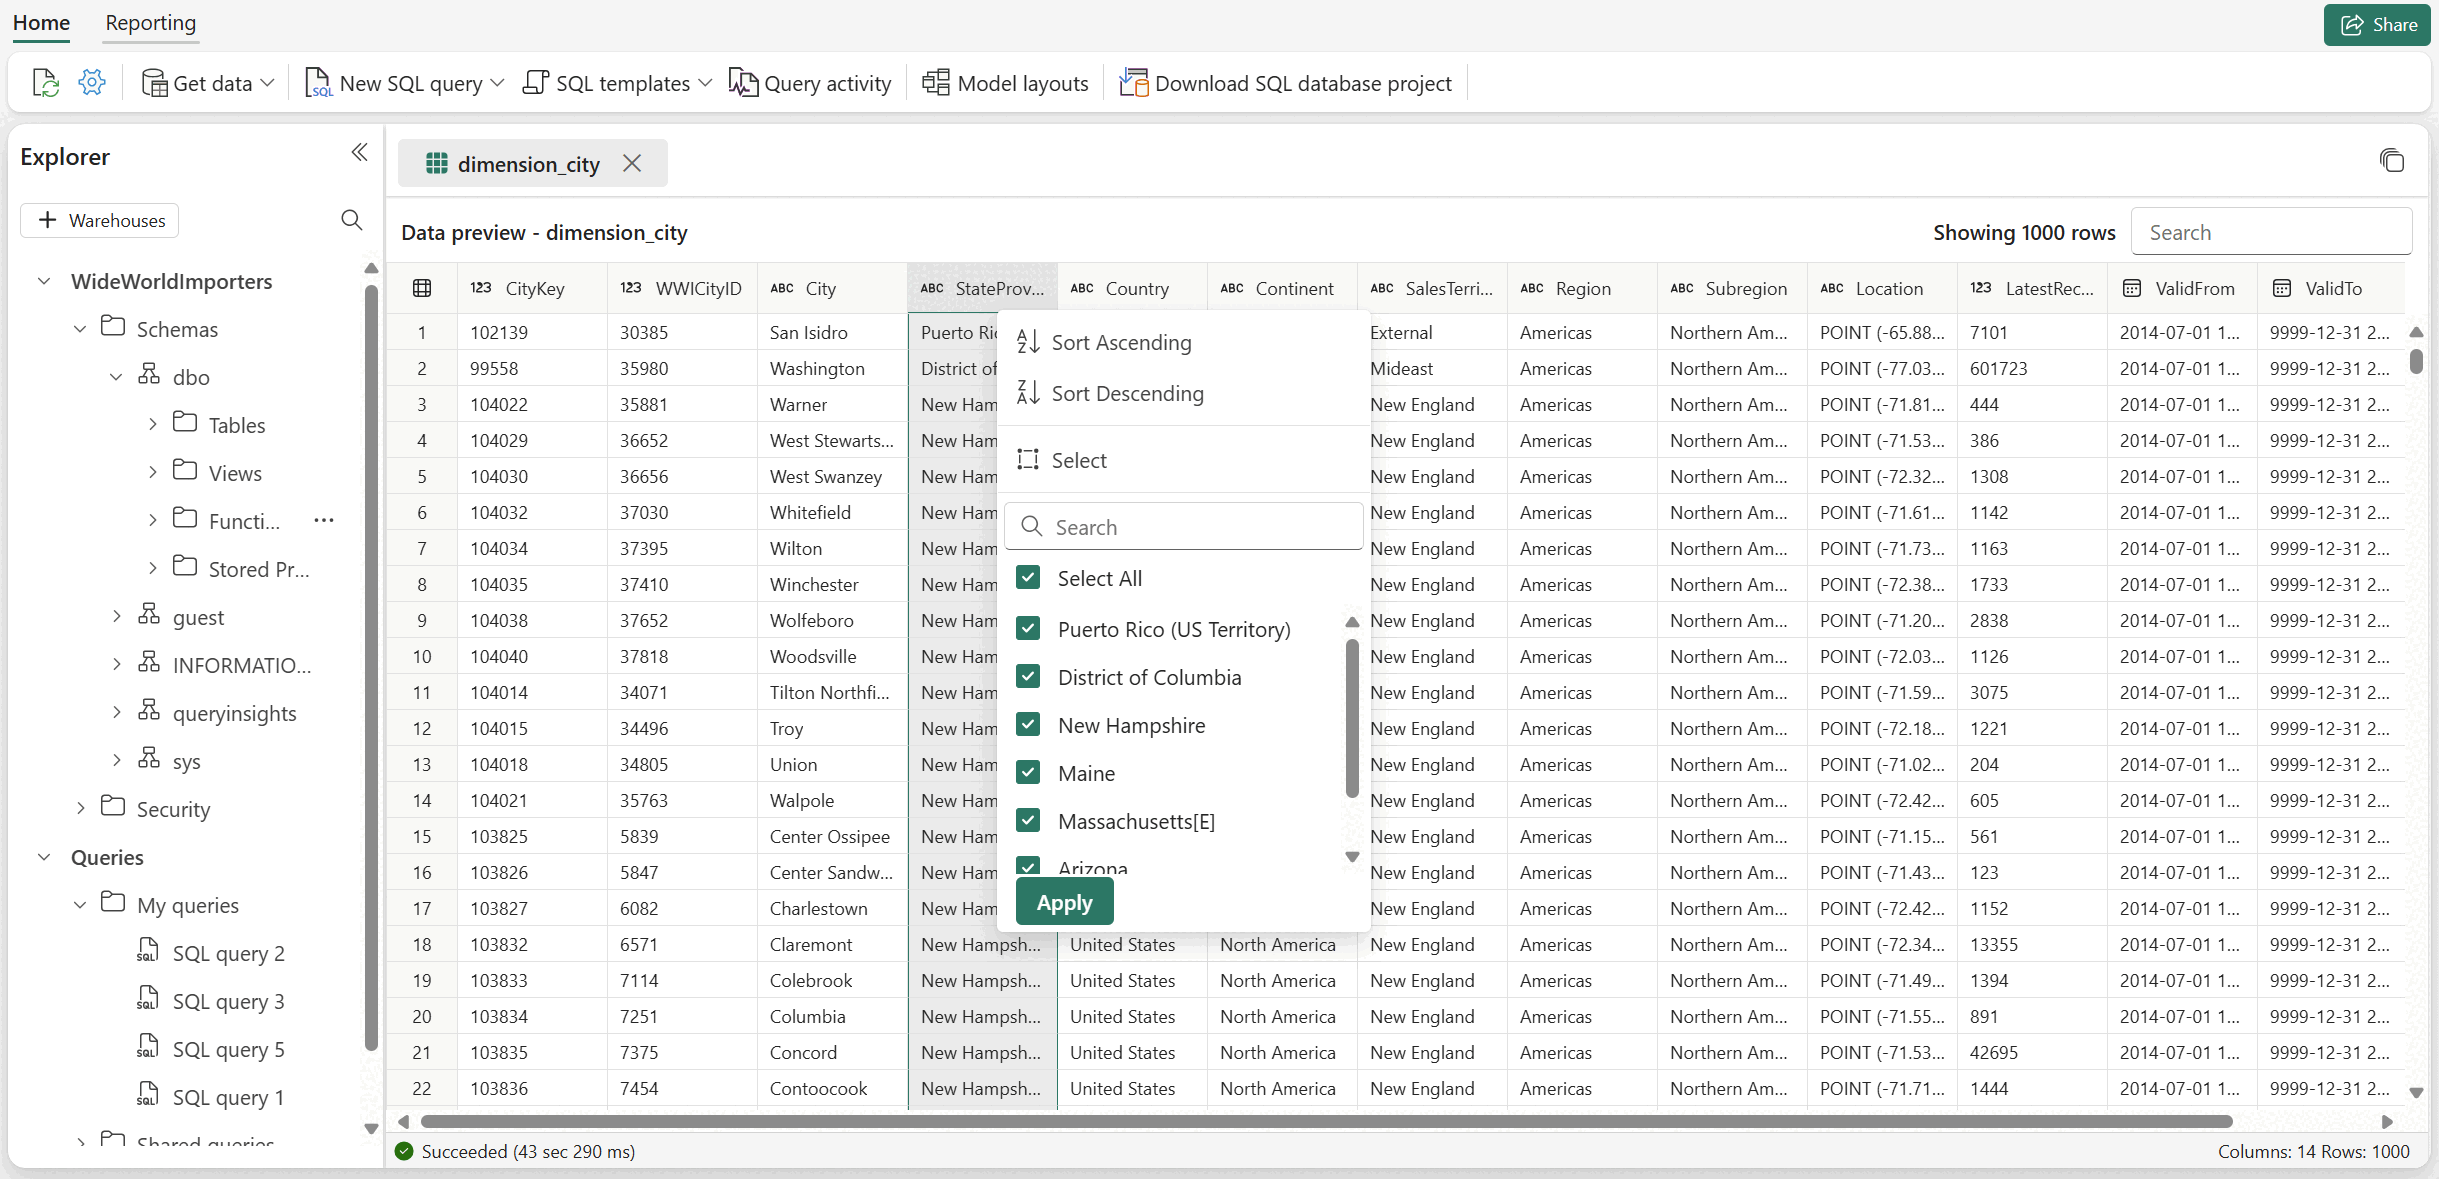 Home Reporting Share
Get data New SQL query SQL templates Query activity Model layouts Download SQL database project
Explorer
+ Warehouses
WideWorldImporters
Schemas
dbo
Tables
Views
Functi... ...
Stored Pr...
guest
INFORMATIO...
queryinsights
sys
Security
Queries
My queries
SQL query 2
SQL query 3
SQL query 5
SQL query 1
Shared queries
dimension_city
Data preview - dimension_city Showing 1000 rows Search
123 CityKey 123 WWICityID ABC City ABC StateProv... ABC Country ABC Continent ABC SalesTerri... ABC Region ABC Subregion ABC Location 123 LatestRec... ValidFrom ValidTo
1 102139 30385 San Isidro Puerto Ric External Americas Northern Am... POINT (-65.88... 7101 2014-07-01 1... 9999-12-31 2...
2 99558 35980 Washington District of Mideast Americas Northern Am... POINT (-77.03... 601723 2014-07-01 1... 9999-12-31 2...
3 104022 35881 Warner New Ham New England Americas Northern Am... POINT (-71.81... 444 2014-07-01 1... 9999-12-31 2...
4 104029 36652 West Stewarts... New Ham New England Americas Northern Am... POINT (-71.53... 386 2014-07-01 1... 9999-12-31 2...
5 104030 36656 West Swanzey New Ham New England Americas Northern Am... POINT (-72.32... 1308 2014-07-01 1... 9999-12-31 2...
6 104032 37030 Whitefield New Ham New England Americas Northern Am... POINT (-71.61... 1142 2014-07-01 1... 9999-12-31 2...
7 104034 37395 Wilton New Ham New England Americas Northern Am... POINT (-71.73... 1163 2014-07-01 1... 9999-12-31 2...
8 104035 37410 Winchester New Ham New England Americas Northern Am... POINT (-72.38... 1733 2014-07-01 1... 9999-12-31 2...
9 104038 37652 Wolfeboro New Ham New England Americas Northern Am... POINT (-71.20... 2838 2014-07-01 1... 9999-12-31 2...
10 104040 37818 Woodsville New Ham New England Americas Northern Am... POINT (-72.03... 1126 2014-07-01 1... 9999-12-31 2...
11 104014 34071 Tilton Northfi... New Ham New England Americas Northern Am... POINT (-71.59... 3075 2014-07-01 1... 9999-12-31 2...
12 104015 34496 Troy New Ham New England Americas Northern Am... POINT (-72.18... 1221 2014-07-01 1... 9999-12-31 2...
13 104018 34805 Union New Ham New England Americas Northern Am... POINT (-71.02... 204 2014-07-01 1... 9999-12-31 2...
14 104021 35763 Walpole New Ham New England Americas Northern Am... POINT (-72.42... 605 2014-07-01 1... 9999-12-31 2...
15 103825 5839 Center Ossipee New Ham New England Americas Northern Am... POINT (-71.15... 561 2014-07-01 1... 9999-12-31 2...
16 103826 5847 Center Sandw... New Ham New England Americas Northern Am... POINT (-71.43... 123 2014-07-01 1... 9999-12-31 2...
17 103827 6082 Charlestown New Ham New England Americas Northern Am... POINT (-72.42... 1152 2014-07-01 1... 9999-12-31 2...
18 103832 6571 Claremont New Hampsh... United States North America New England Americas Northern Am... POINT (-72.34... 13355 2014-07-01 1... 9999-12-31 2...
19 103833 7114 Colebrook New Hampsh... United States North America New England Americas Northern Am... POINT (-71.49... 1394 2014-07-01 1... 9999-12-31 2...
20 103834 7251 Columbia New Hampsh... United States North America New England Americas Northern Am... POINT (-71.55... 891 2014-07-01 1... 9999-12-31 2...
21 103835 7375 Concord New Hampsh... United States North America New England Americas Northern Am... POINT (-71.53... 42695 2014-07-01 1... 9999-12-31 2...
22 103836 7454 Contoocook New Hampsh... United States North America New England Americas Northern Am... POINT (-71.71... 1444 2014-07-01 1... 9999-12-31 2...
Sort Ascending
Sort Descending
Select
Search
Select All
Puerto Rico (US Territory)
District of Columbia
New Hampshire
Maine
Massachusetts[E]
Arizona
Apply
Succeeded (43 sec 290 ms) Columns: 14 Rows: 1000